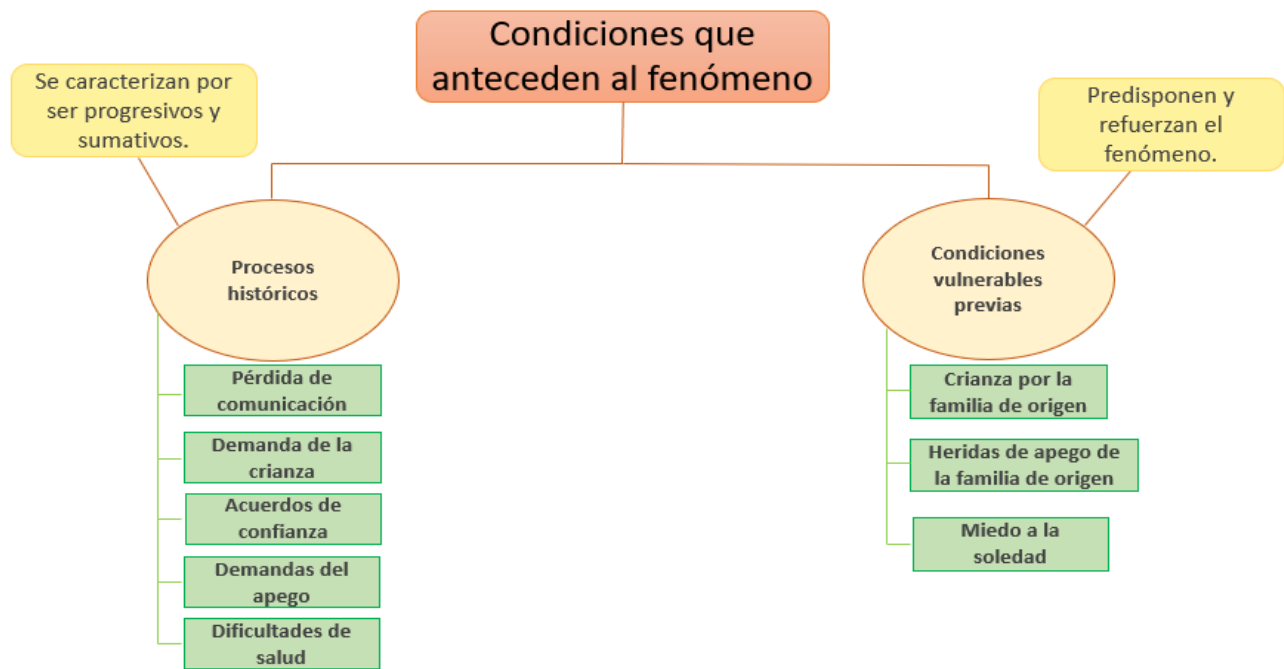 Condiciones que
anteceden al fenómeno
Se caracterizan por
ser progresivos y
sumativos.
Predisponen y
refuerzan el
fenómeno.
Procesos
históricos
Pérdida de
comunicación
Demanda de la
crianza
Acuerdos de
confianza
Demandas del
apego
Dificultades de
salud
Condiciones
vulnerables
previas
Crianza por la
familia de origen
Heridas de apego de
la familia de origen
Miedo a la
soledad